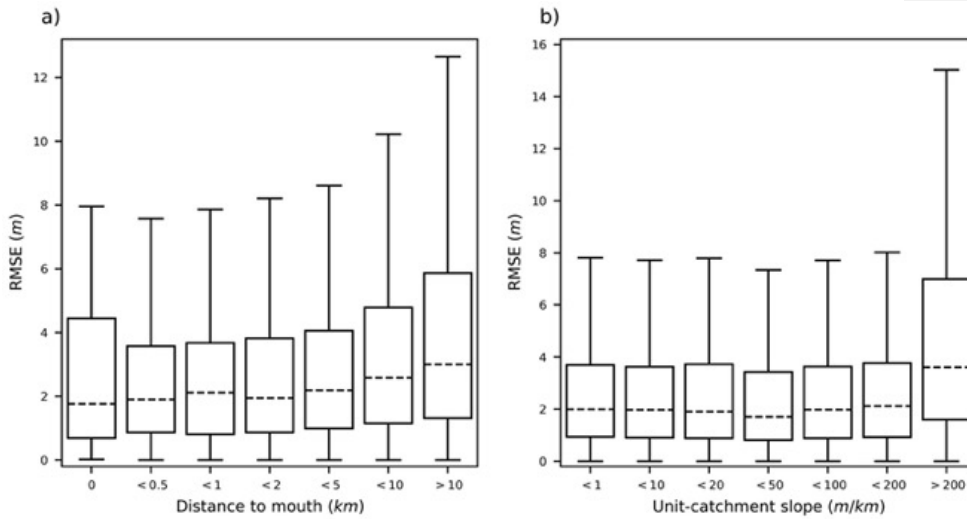 a)
12
10
8
6
4
2
0
RMSE (m)
0 <0.5 <1 <2 <5 <10 >10
Distance to mouth (km)
b)
16
14
12
10
8
6
4
2
0
RMSE (m)
<1 <10 <20 <50 <100 <200 >200
Unit-catchment slope (m/km)